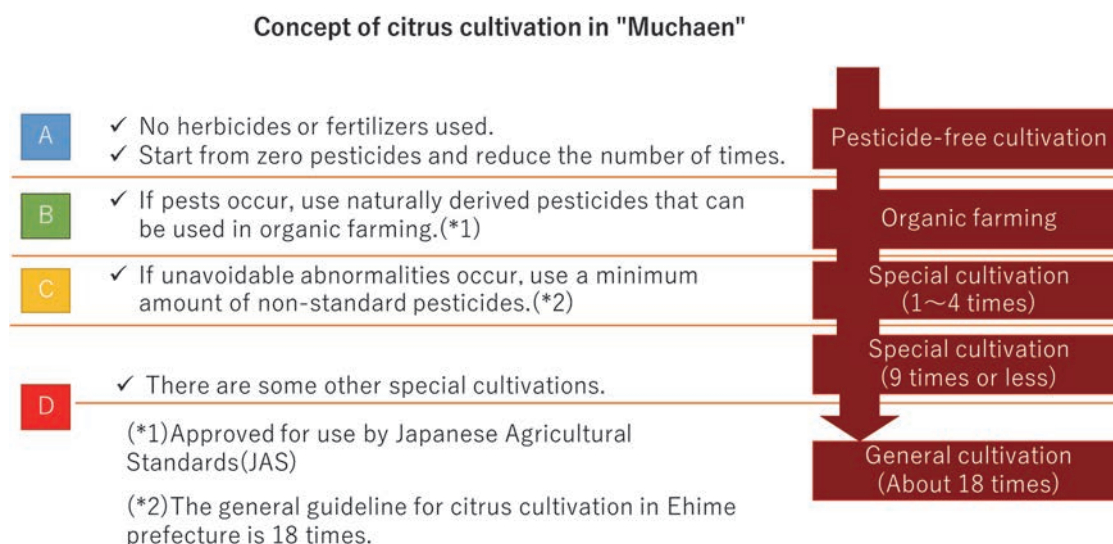 Concept of citrus cultivation in "Muchaen"
A
✓ No herbicides or fertilizers used.
✓ Start from zero pesticides and reduce the number of times.
Pesticide-free cultivation
B
✓ If pests occur, use naturally derived pesticides that can
be used in organic farming.(*1)
Organic farming
C
✓ If unavoidable abnormalities occur, use a minimum
amount of non-standard pesticides.(*2)
Special cultivation
(1～4 times)
Special cultivation
(9 times or less)
D
✓ There are some other special cultivations.
(*1)Approved for use by Japanese Agricultural
Standards(JAS)
General cultivation
(About 18 times)
(*2)The general guideline for citrus cultivation in Ehime
prefecture is 18 times.